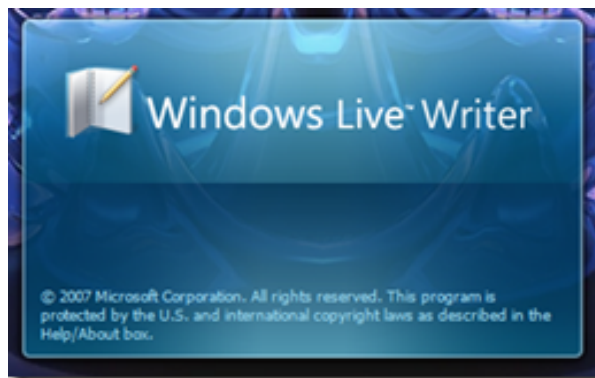 Windows Live™ Writer
© 2007 Microsoft Corporation. All rights reserved. This program is
protected by the U.S. and international copyright laws as described in the
Help/About box.